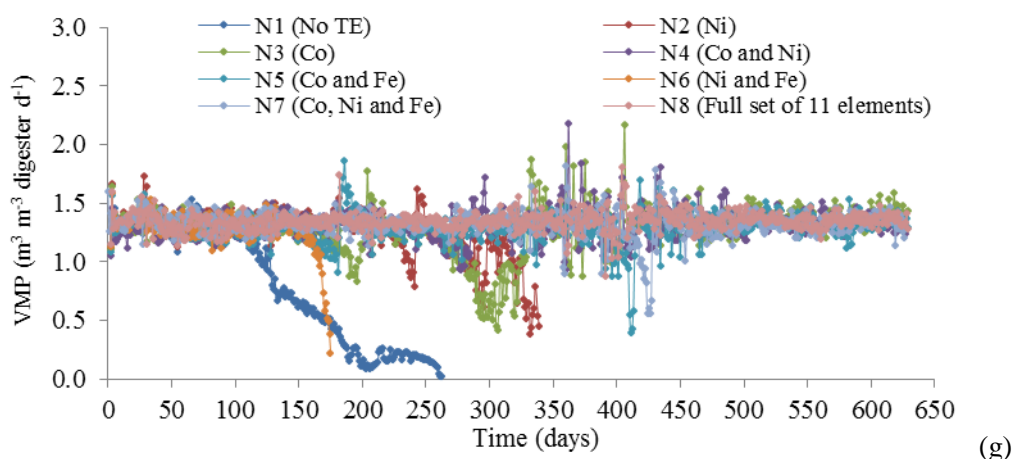 3.0
2.5
2.0
1.5
1.0
0.5
0.0
VMP (m³ m⁻³ digester d⁻¹)
N1 (No TE) N2 (Ni)
N3 (Co) N4 (Co and Ni)
N5 (Co and Fe) N6 (Ni and Fe)
N7 (Co, Ni and Fe) N8 (Full set of 11 elements)
0 50 100 150 200 250 300 350 400 450 500 550 600 650
Time (days)
(g)